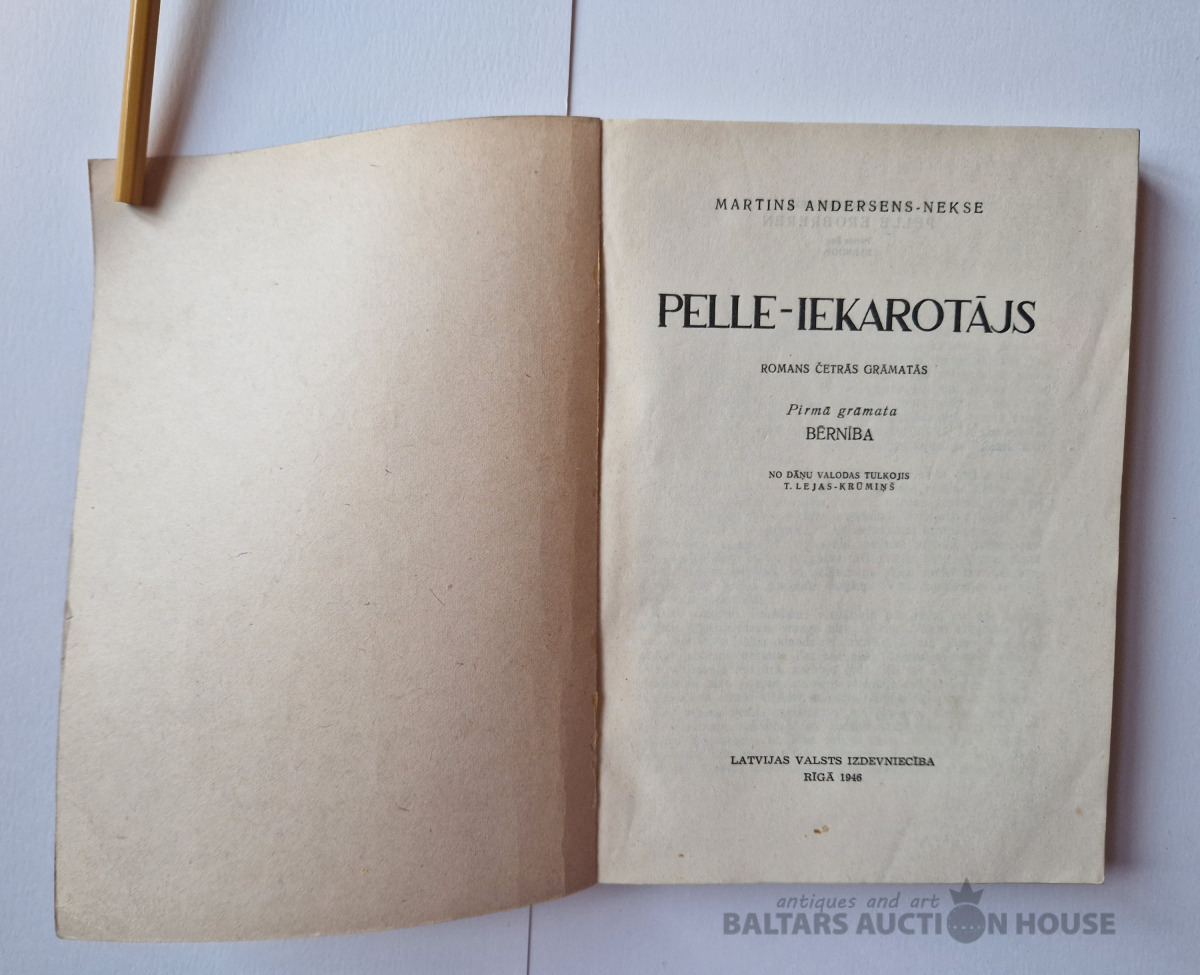 MARTINS ANDERSENS-NEKSE
PELLE-IEKAROTĀJS
ROMANS ČETRĀS GRĀMATĀS
Pirmā grāmata
BĒRNĪBA
NO DĀŅU VALODAS TULKOJIS
T. LEJAS-KRŪMIŅŠ
LATVIJAS VALSTS IZDEVNIECĪBA
RĪGĀ 1946
antiques and art
BALTARS AUCTION HOUSE